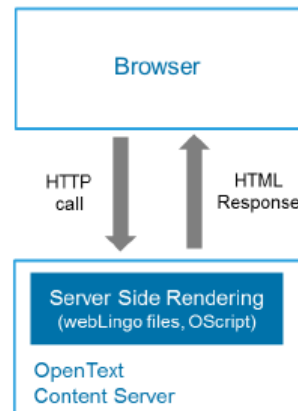 Browser
HTTP
call
HTML
Response
Server Side Rendering
(webLingo files, OScript)
OpenText
Content Server